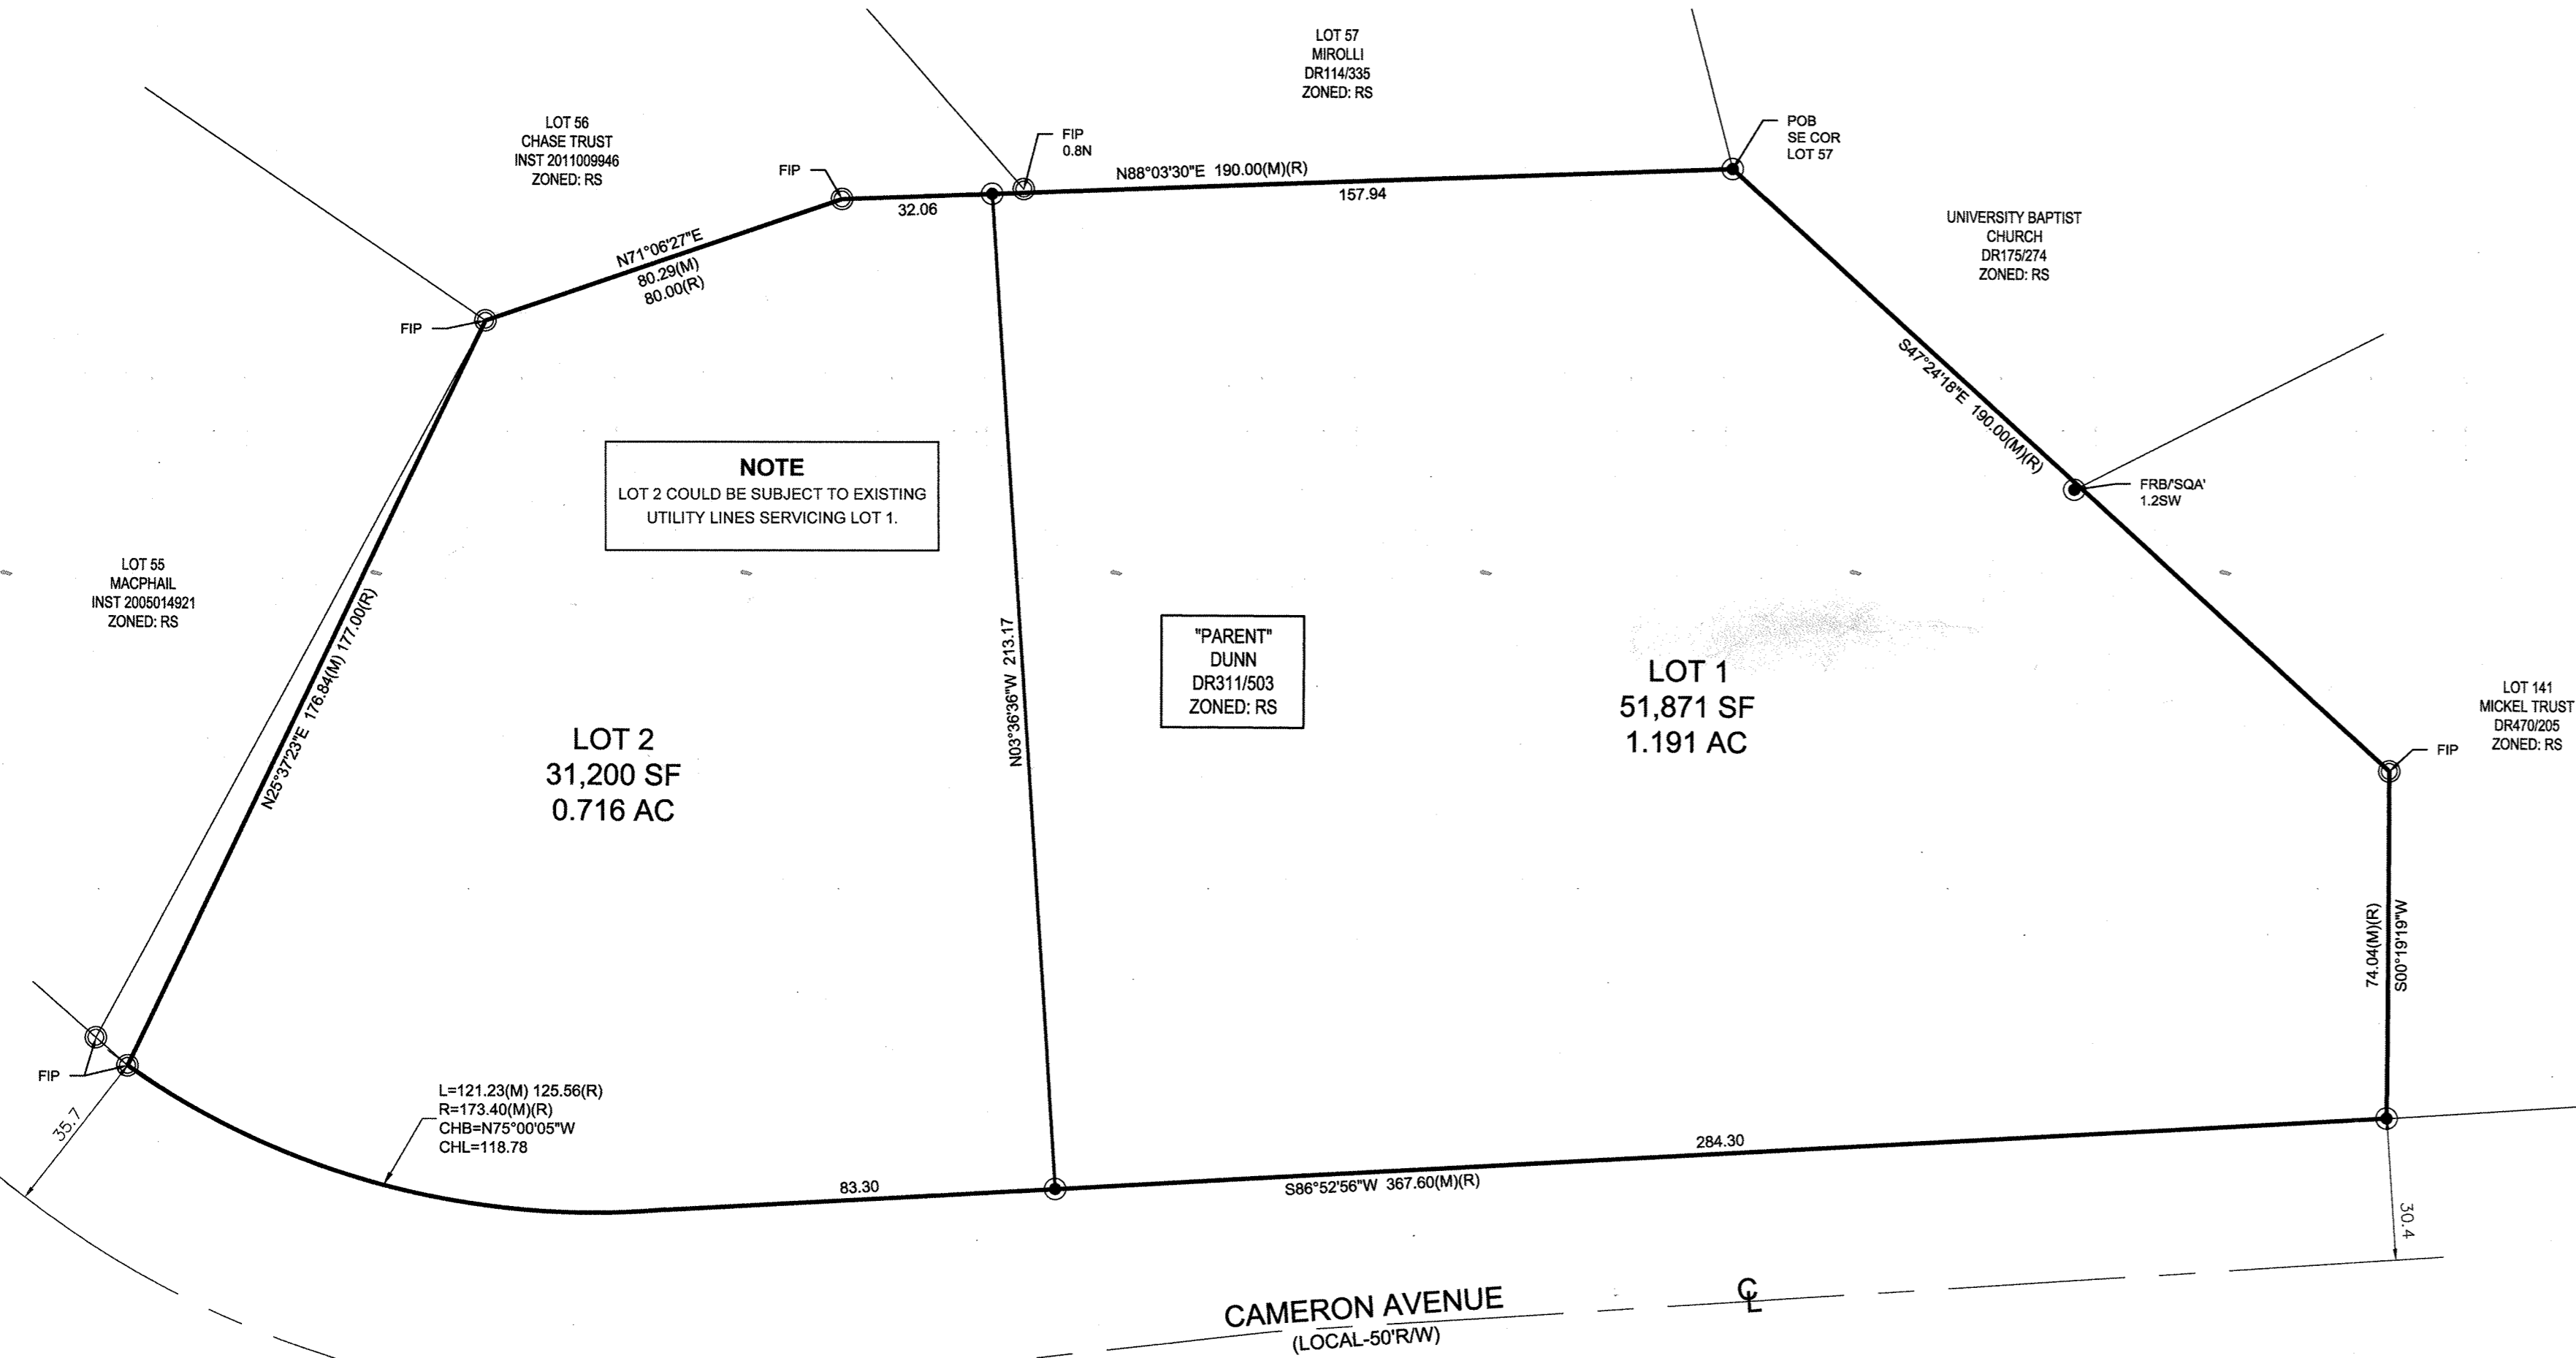 LOT 57
MIROLLI
DR114/335
ZONED: RS
LOT 56
CHASE TRUST
INST 2011009946
ZONED: RS
FIP
FIP
0.8N
POB
SE COR
LOT 57
N88°03'30"E 190.00(M)(R)
32.06
157.94
UNIVERSITY BAPTIST
CHURCH
DR175/274
ZONED: RS
N71°06'27"E
80.29(M)
80.00(R)
FIP
S47°24'18"E 190.00(M)(R)
FRB/'SQA'
1.2SW
NOTE
LOT 2 COULD BE SUBJECT TO EXISTING
UTILITY LINES SERVICING LOT 1.
LOT 55
MACPHAIL
INST 2005014921
ZONED: RS
N25°37'23"E 176.84(M) 177.00(R)
N03°36'36"W 213.17
"PARENT"
DUNN
DR311/503
ZONED: RS
LOT 1
51,871 SF
1.191 AC
LOT 2
31,200 SF
0.716 AC
LOT 141
MICKEL TRUST
DR470/205
ZONED: RS
FIP
74.04(M)(R)
S00°19'19"W
FIP
35.7
L=121.23(M) 125.56(R)
R=173.40(M)(R)
CHB=N75°00'05"W
CHL=118.78
83.30
284.30
S86°52'56"W 367.60(M)(R)
30.4
CAMERON AVENUE
(LOCAL-50'R/W)
CL